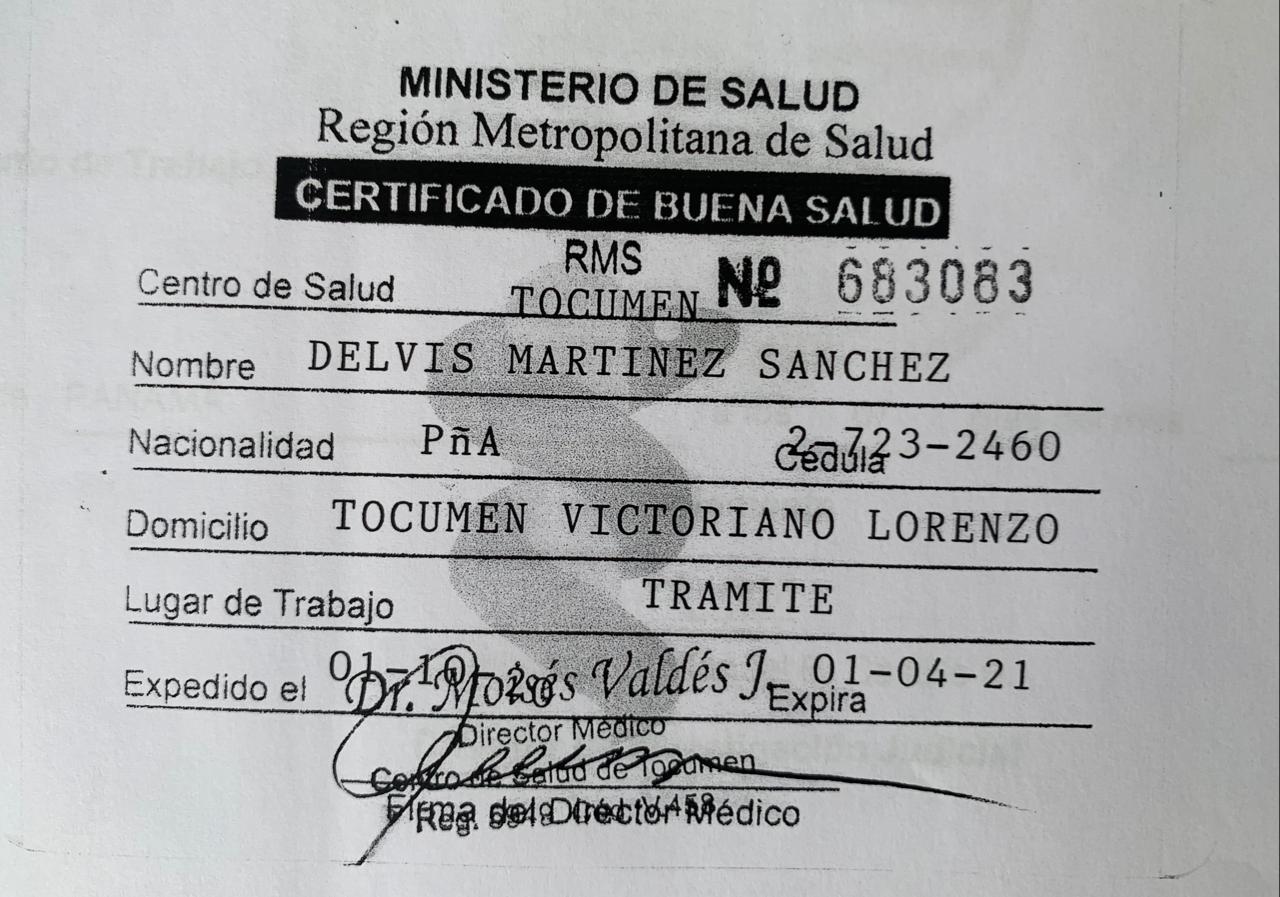 MINISTERIO DE SALUD
Región Metropolitana de Salud
CERTIFICADO DE BUENA SALUD
RMS
Centro de Salud TOCUMEN Nº 683083
Nombre DELVIS MARTINEZ SANCHEZ
Nacionalidad PñA Cédula 2-723-2460
Domicilio TOCUMEN VICTORIANO LORENZO
Lugar de Trabajo TRAMITE
Expedido el 01-10-20 Dr. Moisés Valdés J. Expira 01-04-21
Director Médico
Centro de Salud de Tocumen
Firma del Director Médico
Reg.